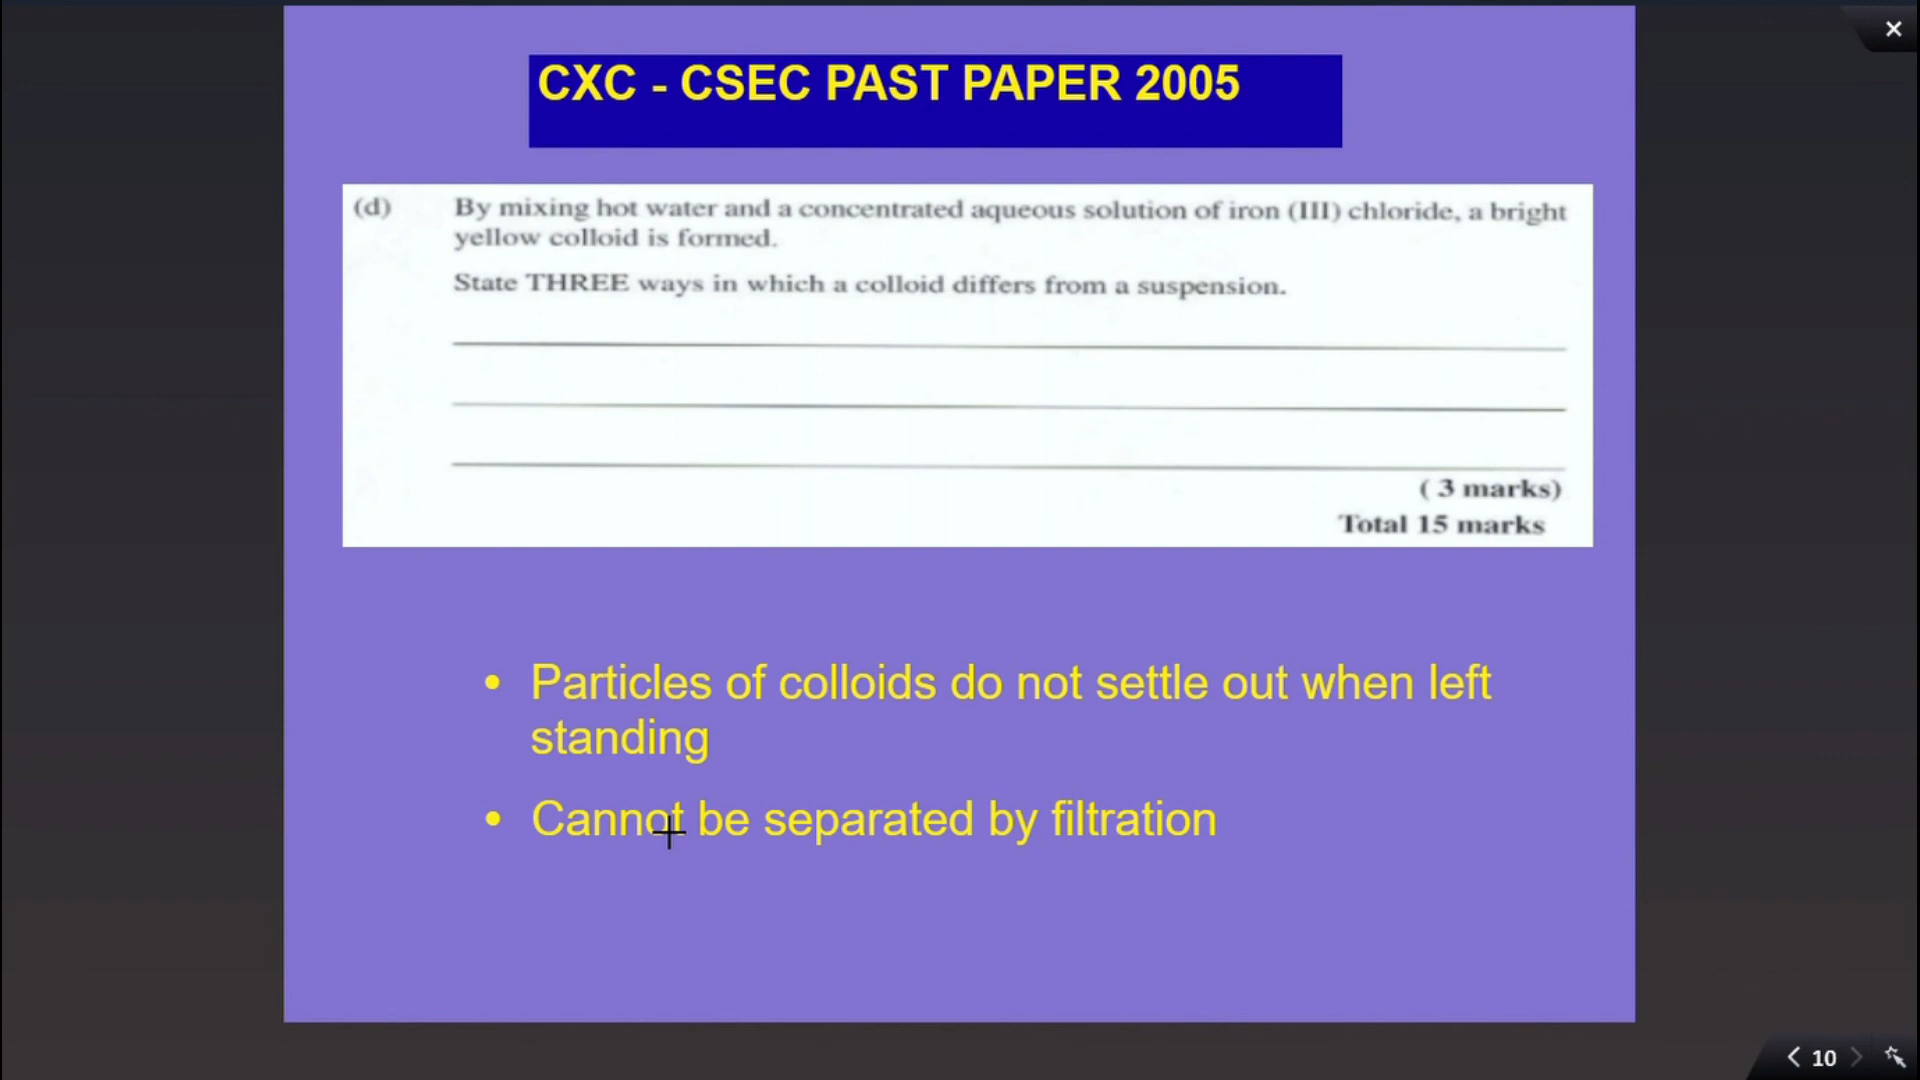 CXC - CSEC PAST PAPER 2005
(d) By mixing hot water and a concentrated aqueous solution of iron (III) chloride, a bright
yellow colloid is formed.
State THREE ways in which a colloid differs from a suspension.
( 3 marks)
Total 15 marks
• Particles of colloids do not settle out when left
standing
• Cannot be separated by filtration
10